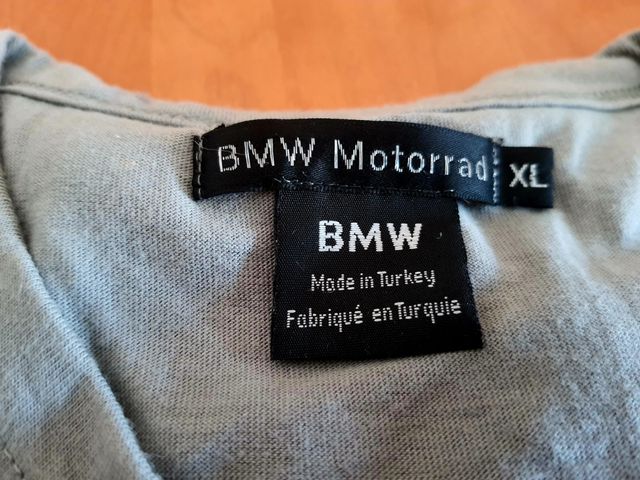 BMW Motorrad
XL
BMW
Made in Turkey
Fabriqué en Turquie